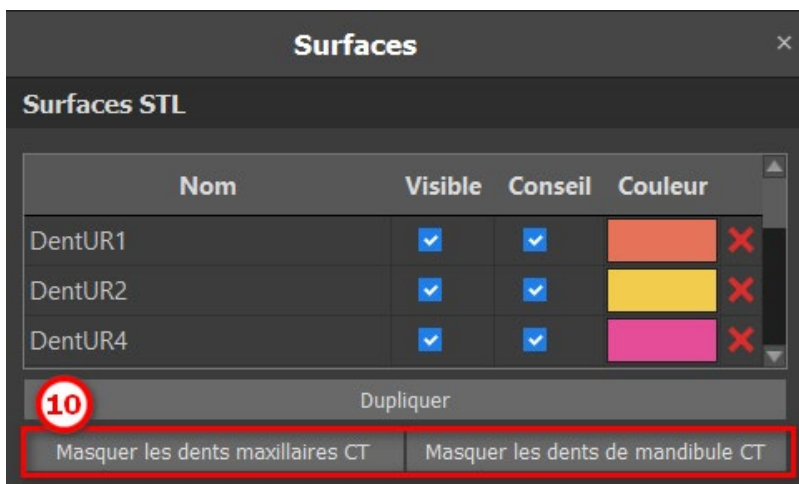 Surfaces
Surfaces STL
Nom Visible Conseil Couleur
DentUR1
DentUR2
DentUR4
Dupliquer
10
Masquer les dents maxillaires CT Masquer les dents de mandibule CT